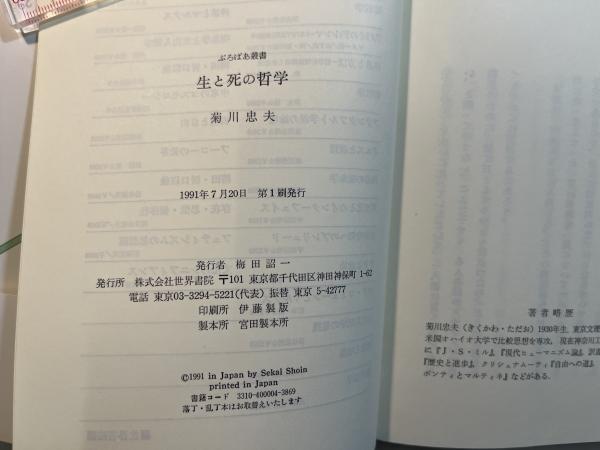 ぷろぱあ叢書
生と死の哲学
菊川忠夫
1991年7月20日　第1刷発行
発行者　梅田詔一
発行所　株式会社世界書院　〒101　東京都千代田区神田神保町1-62
電話　東京03-3294-5221(代表)　振替　東京　5-42777
印刷所　伊藤製版
製本所　宮田製本所
©1991 in Japan by Sekai Shoin
printed in Japan
書籍コード　3310-400004-3869
落丁・乱丁本はお取替えいたします
著者略歴
菊川忠夫（きくかわ・ただお）1930年生，東京文理
米国オハイオ大学で比較思想を専攻，現在神奈川工
に『J・S・ミル』『現代ヒューマニズム論』訳書
『歴史と進歩』クリシュナムーティ『自由への道』
ポンティとマルティネ』などがある．